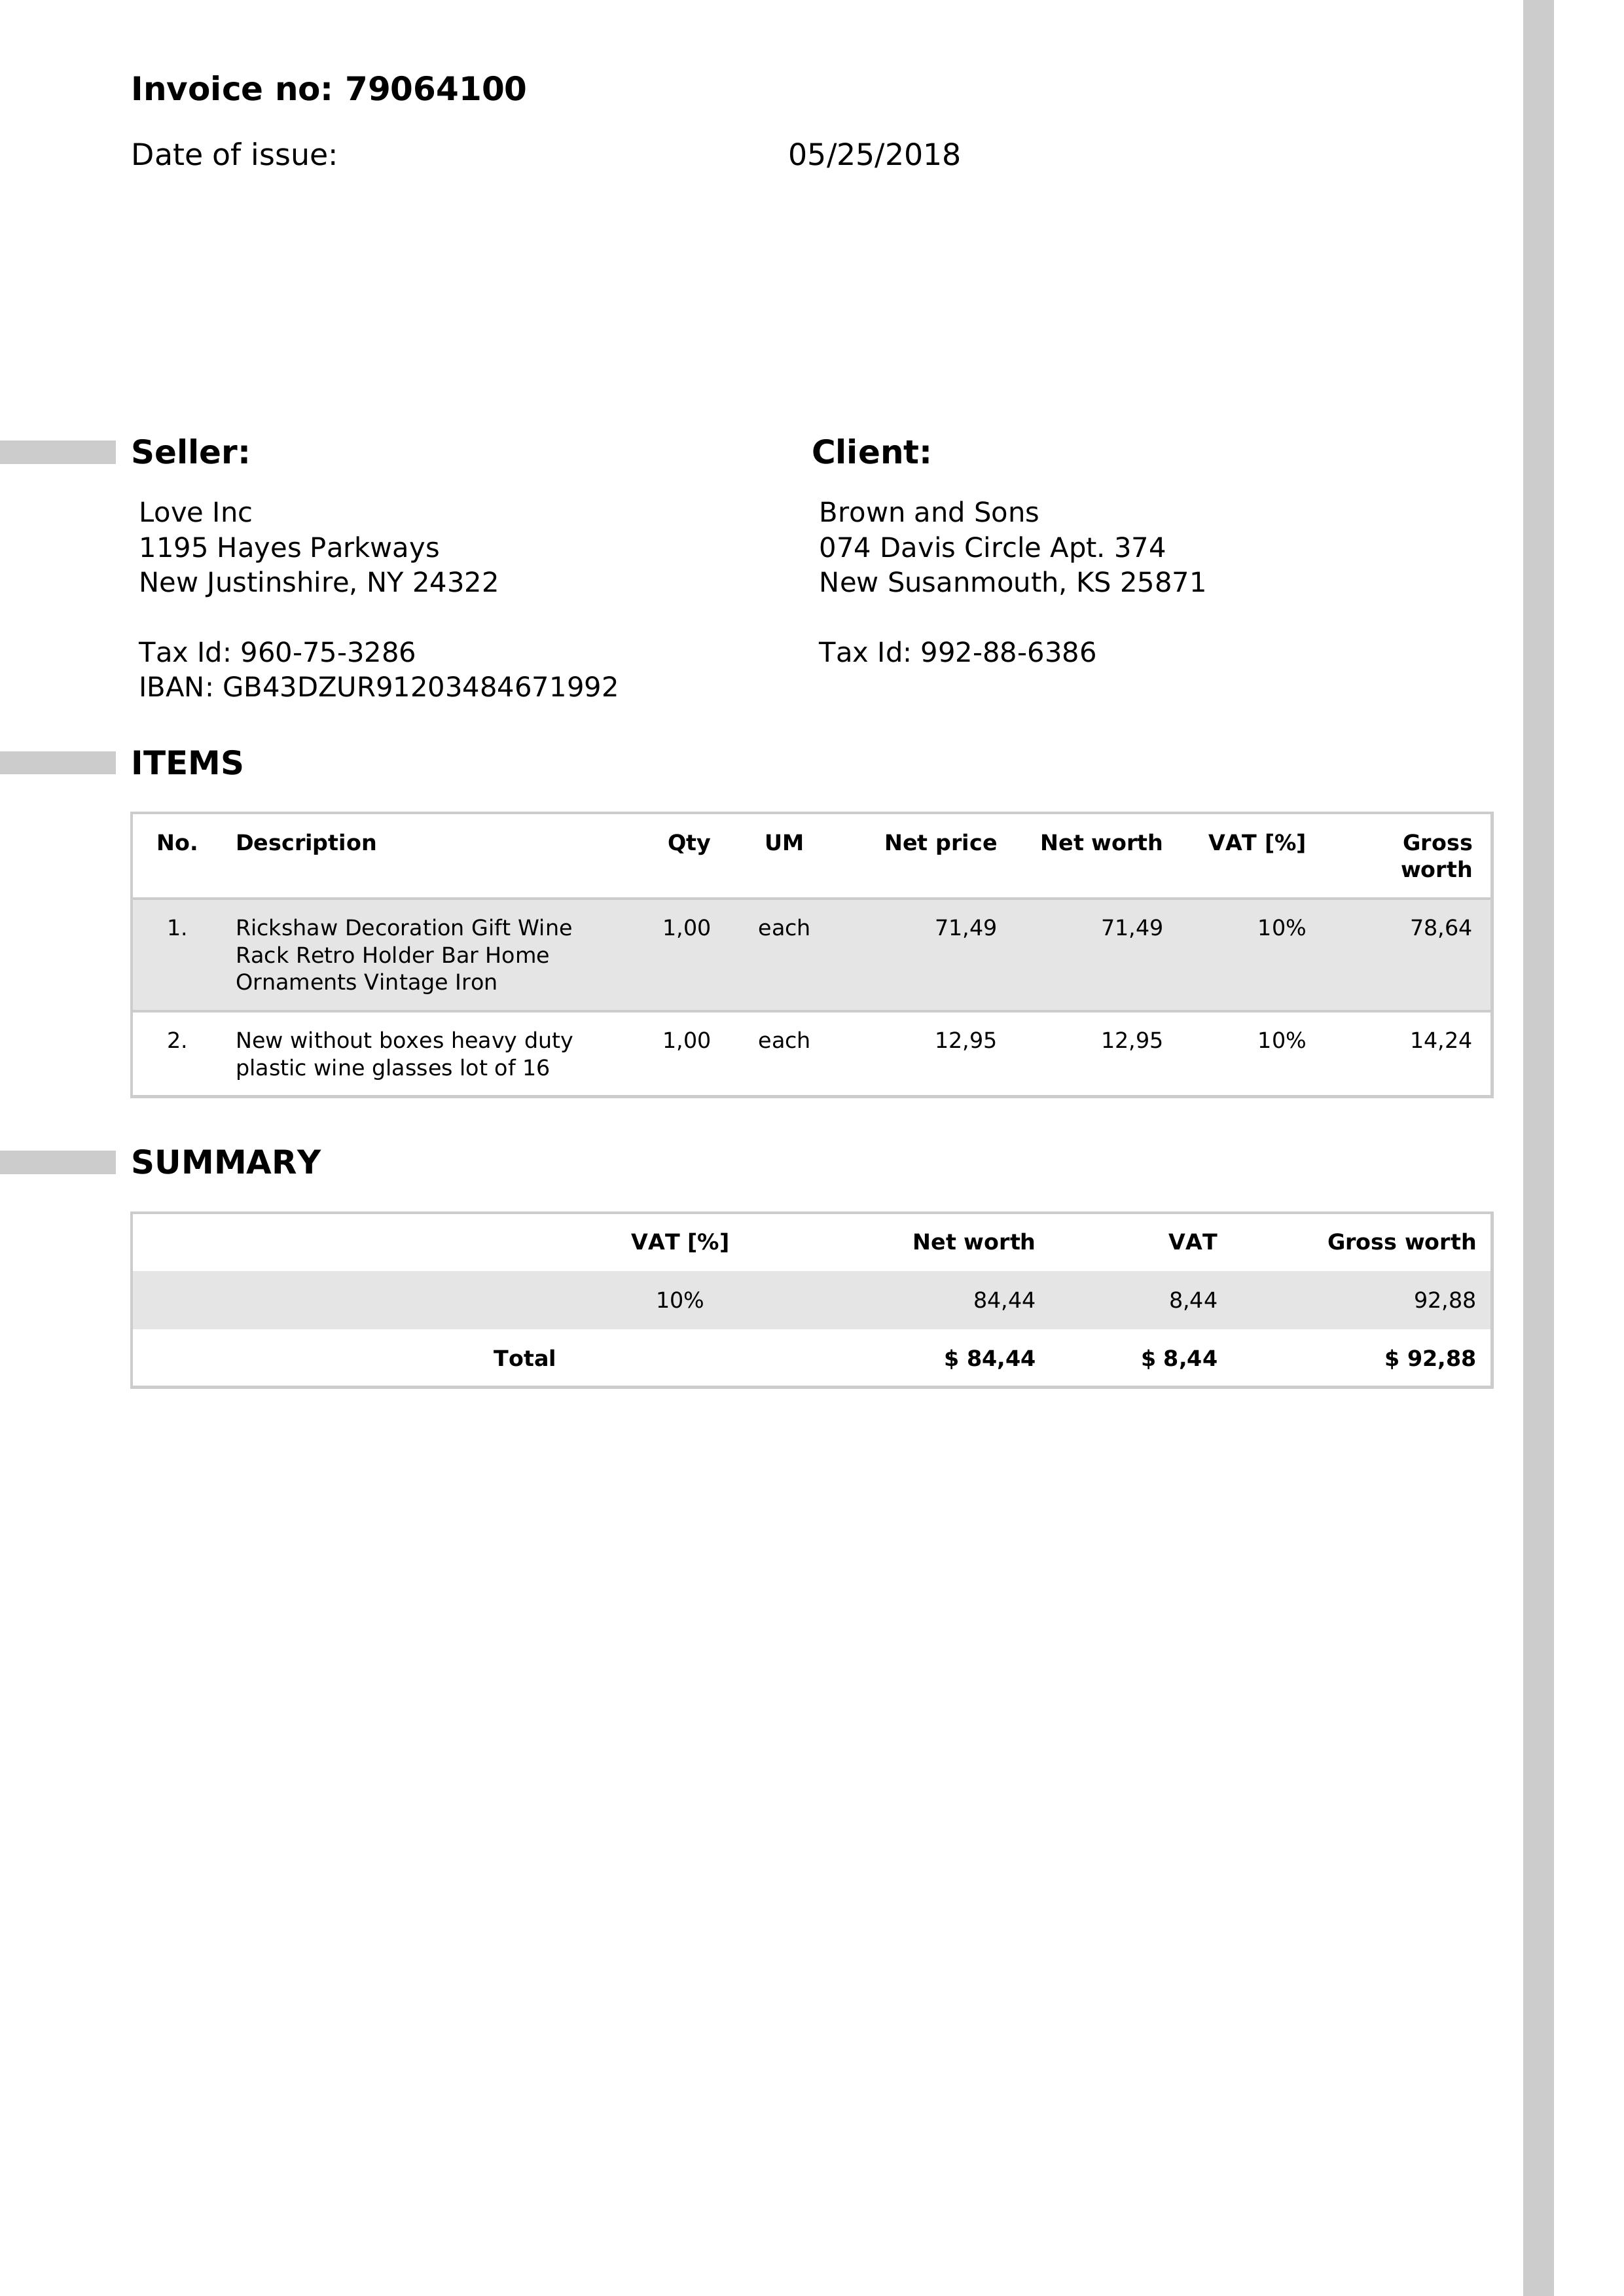 Invoice no: 79064100
Date of issue: 05/25/2018
Seller:
Love Inc
1195 Hayes Parkways
New Justinshire, NY 24322
Tax Id: 960-75-3286
IBAN: GB43DZUR91203484671992
Client:
Brown and Sons
074 Davis Circle Apt. 374
New Susanmouth, KS 25871
Tax Id: 992-88-6386
ITEMS
No. Description Qty UM Net price Net worth VAT [%] Gross
worth
1. Rickshaw Decoration Gift Wine 1,00 each 71,49 71,49 10% 78,64
Rack Retro Holder Bar Home
Ornaments Vintage Iron
2. New without boxes heavy duty 1,00 each 12,95 12,95 10% 14,24
plastic wine glasses lot of 16
SUMMARY
VAT [%] Net worth VAT Gross worth
10% 84,44 8,44 92,88
Total $ 84,44 $ 8,44 $ 92,88